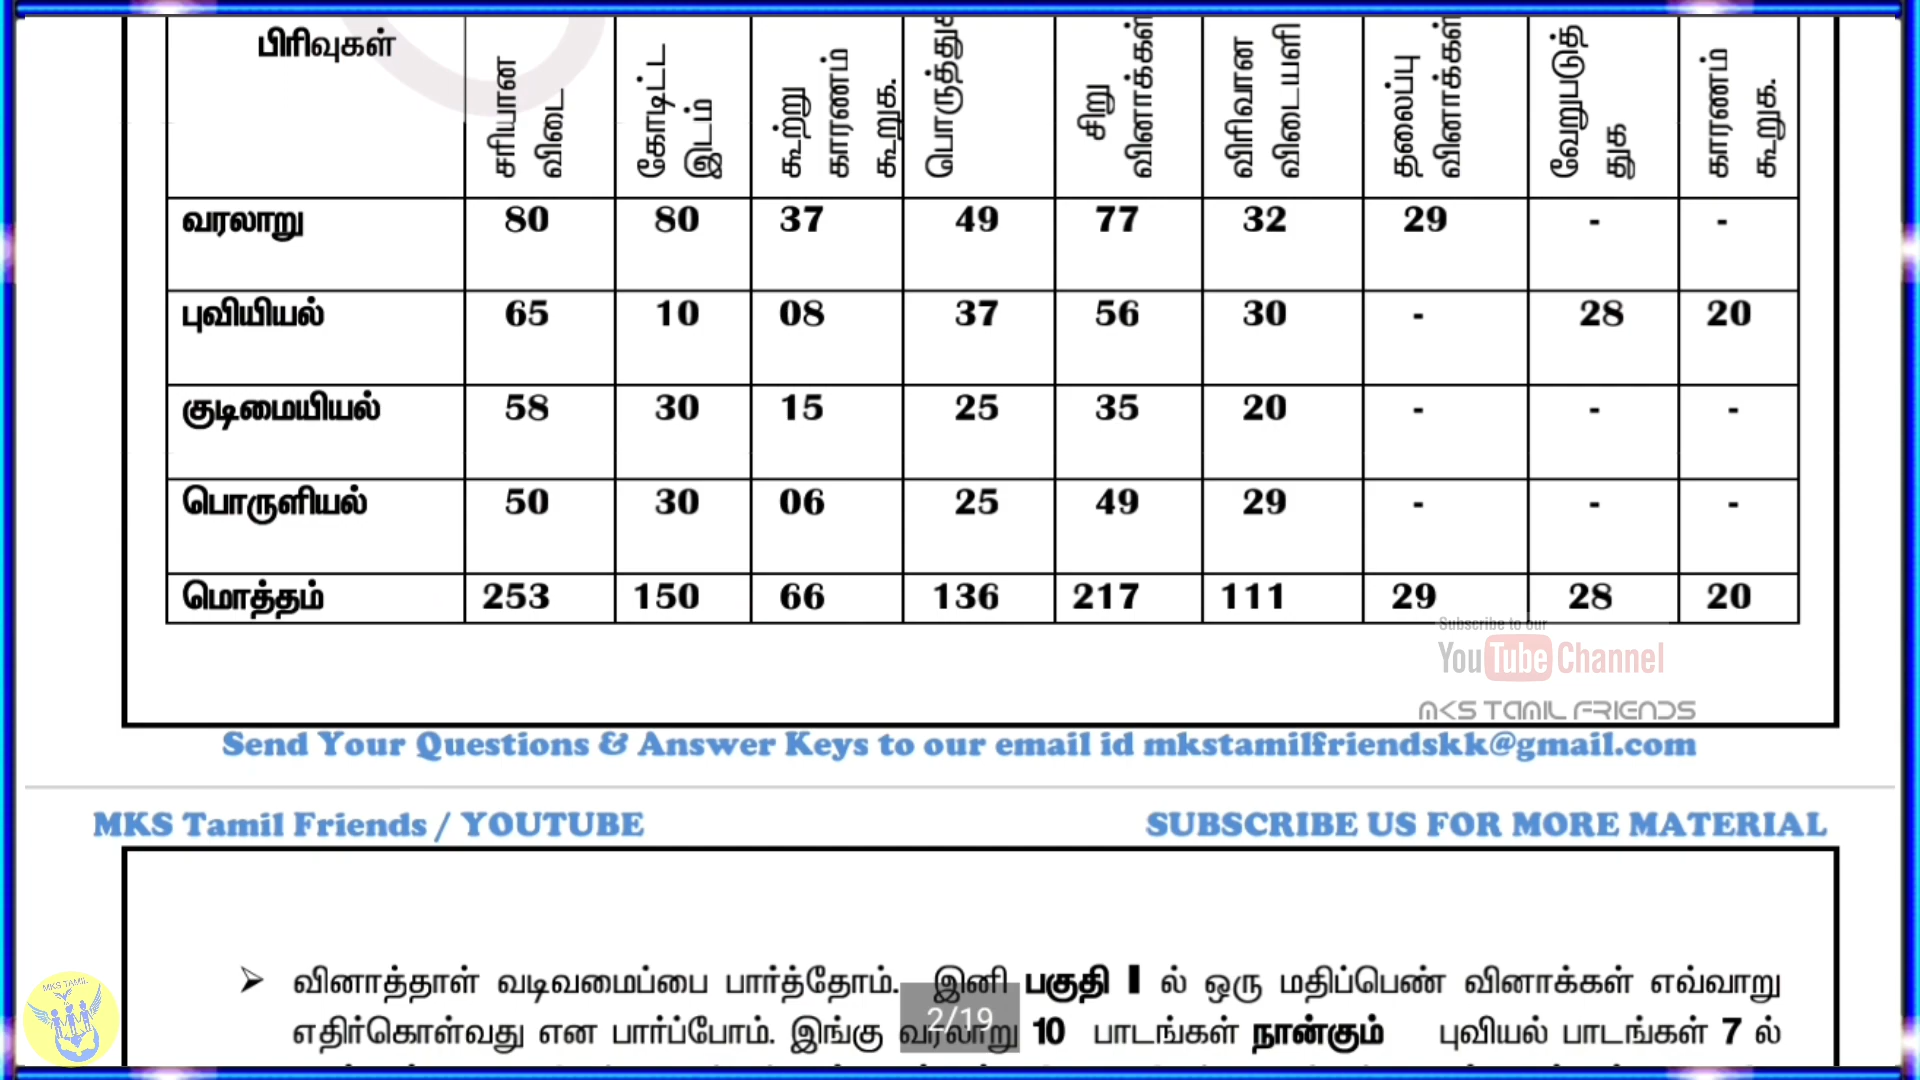 பிரிவுகள் சரியான விடை கோடிட்ட இடம் கூற்று காரணம் கூறுக. சிறு வினாக்கள் விரிவான விடையளி தலைப்பு வினாக்கள் வேறுபடுத் துக காரணம் கூறுக.
வரலாறு 80 80 37 49 77 32 29 - -
புவியியல் 65 10 08 37 56 30 - 28 20
குடிமையியல் 58 30 15 25 35 20 - - -
பொருளியல் 50 30 06 25 49 29 - - -
மொத்தம் 253 150 66 136 217 111 29 28 20
Subscribe to our
YouTube Channel
MKS TAMIL FRIENDS
Send Your Questions & Answer Keys to our email id mkstamilfriendskk@gmail.com
MKS Tamil Friends / YOUTUBE SUBSCRIBE US FOR MORE MATERIAL
➤ வினாத்தாள் வடிவமைப்பை பார்த்தோம். இனி பகுதி I ல் ஒரு மதிப்பெண் வினாக்கள் எவ்வாறு
எதிர்கொள்வது என பார்ப்போம். இங்கு வரலாறு 10 பாடங்கள் நான்கும் புவியல் பாடங்கள் 7 ல்
2/19
MKS TAMIL